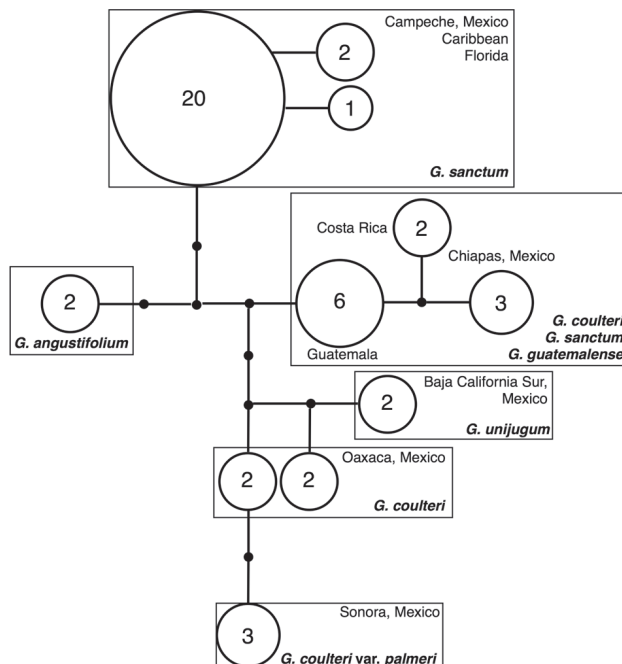 Campeche, Mexico
Caribbean
Florida
2
20
1
G. sanctum
Costa Rica
2
Chiapas, Mexico
2
6
3
G. coulteri
G. sanctum
G. guatemalense
G. angustifolium
Guatemala
Baja California Sur,
Mexico
2
G. unijugum
Oaxaca, Mexico
2
2
G. coulteri
Sonora, Mexico
3
G. coulteri var. palmeri